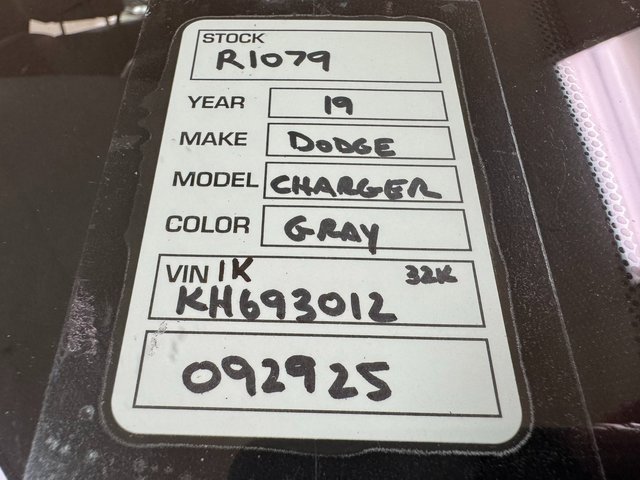 STOCK
R1079
YEAR 19
MAKE DODGE
MODEL CHARGER
COLOR GRAY
VIN 1K 32K
KH693012
092925